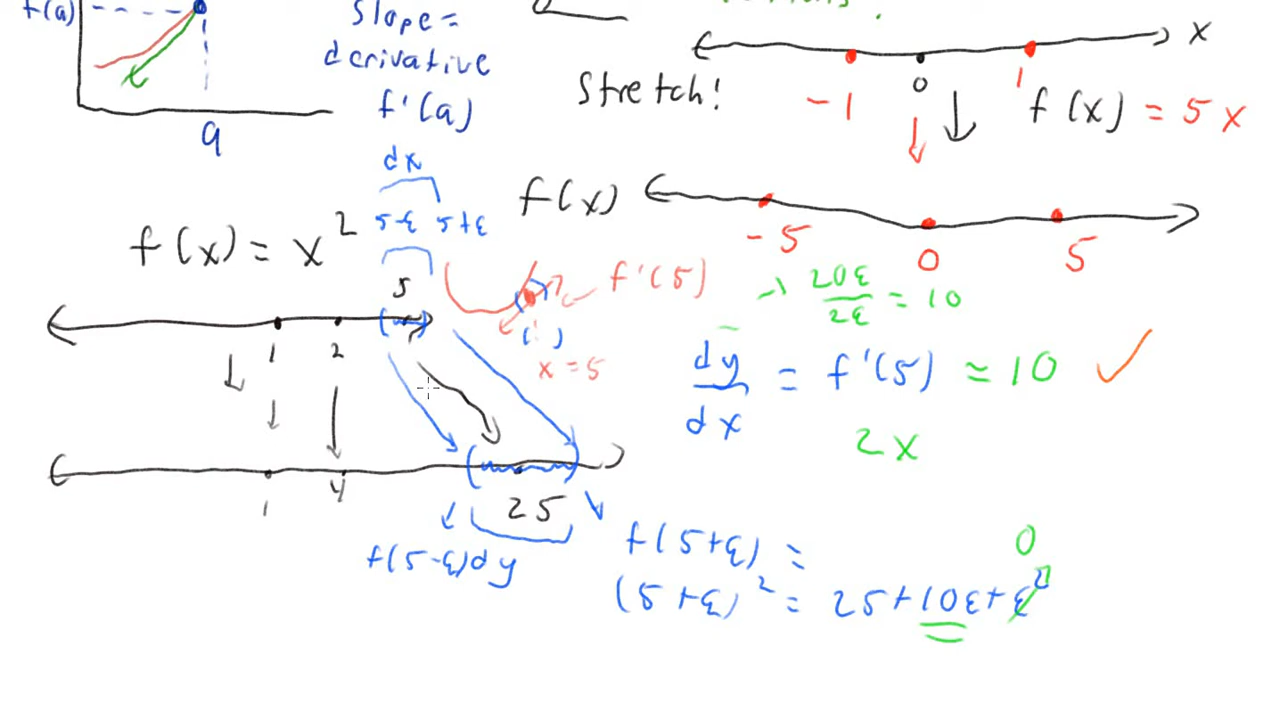 f(a)
Slope =
derivative
f'(a)
a
x
-1
0
1
Stretch!
f(x) = 5x
f(x)
-5
0
5
dx
5-ε 5+ε
f(x) = x²
5
1
2
f'(5)
x = 5
→ 20ε/2ε = 10
dy/dx = f'(5) ≈ 10 ✓
2x
1
4
25
f(5-ε) dy
f(5+ε) =
0
(5+ε)² = 25+10ε+ε²